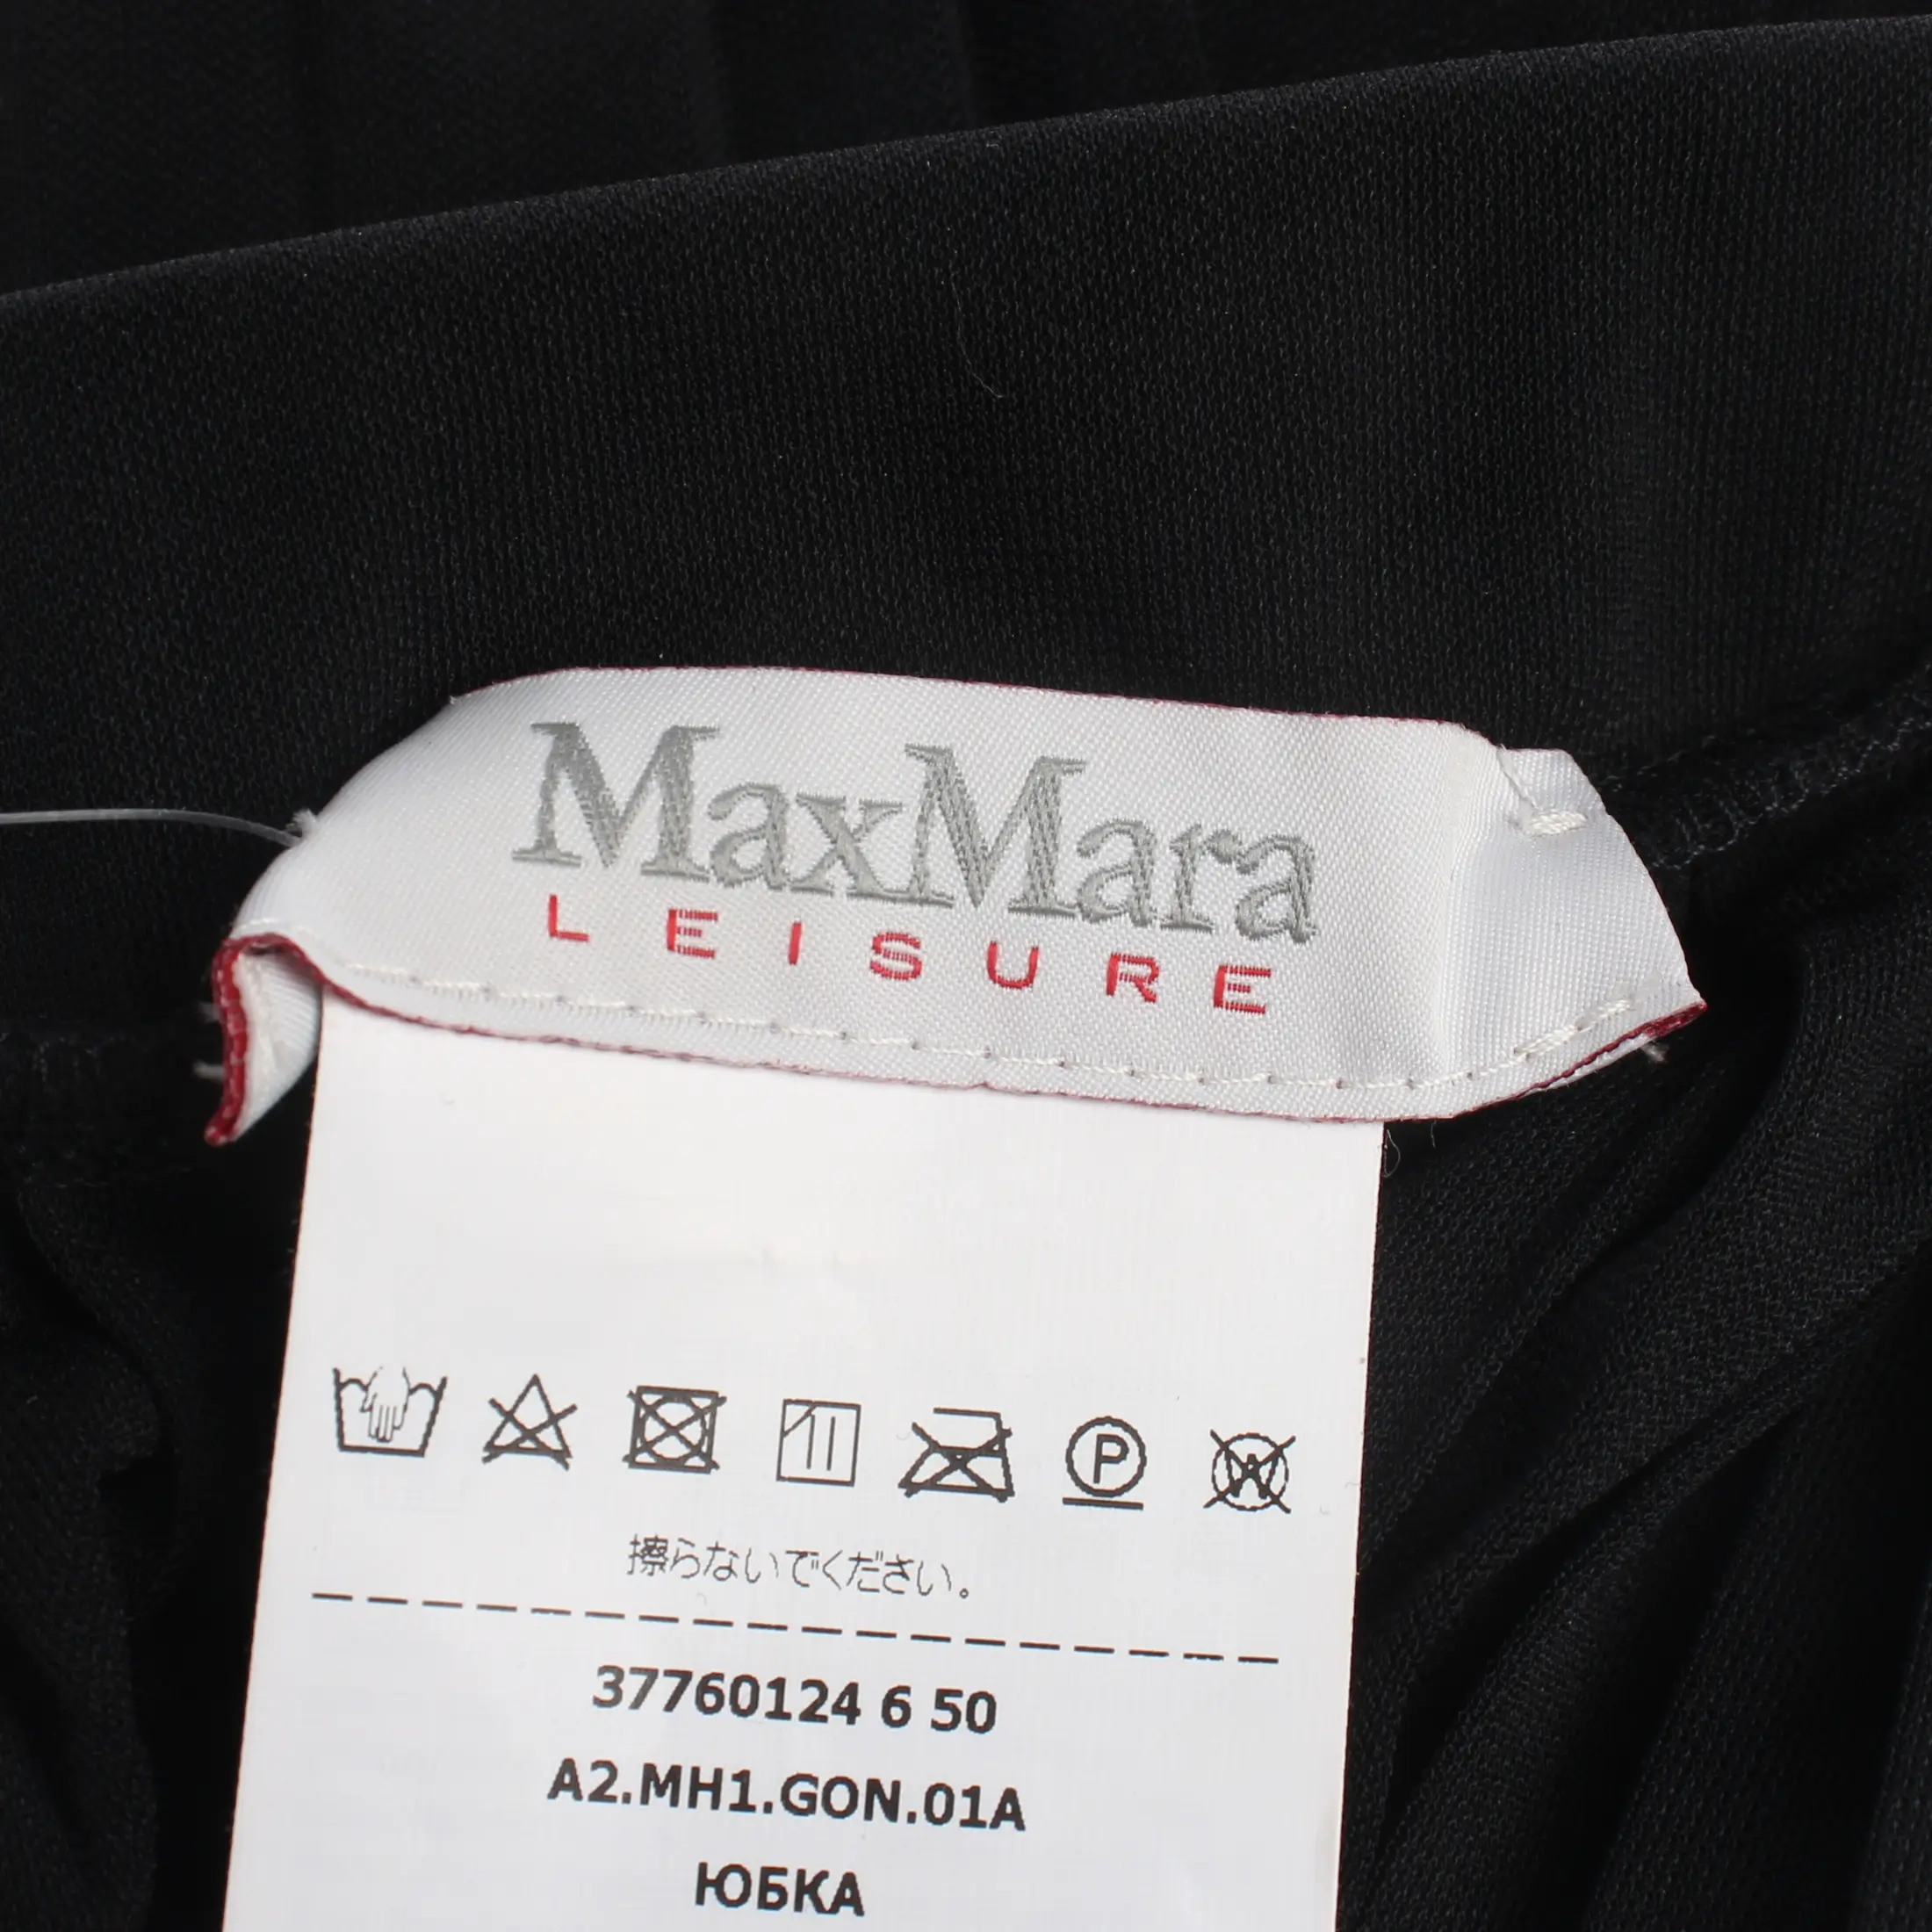 MaxMara
LEISURE
P
W
擦らないでください。
37760124 6 50
A2.MH1.GON.01A
ЮБКА